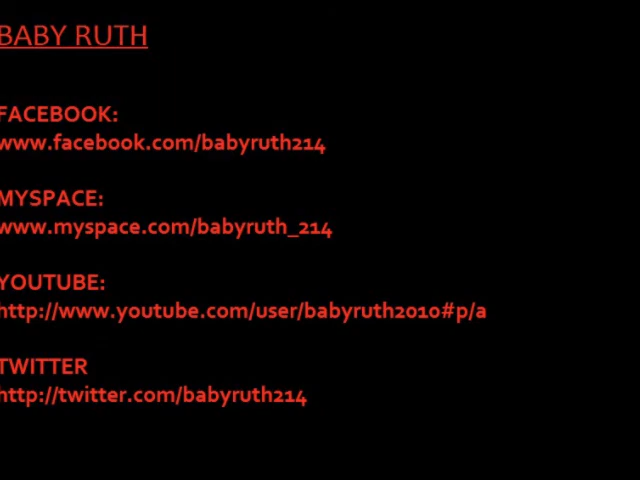 BABY RUTH
FACEBOOK:
www.facebook.com/babyruth214
MYSPACE:
www.myspace.com/babyruth_214
YOUTUBE:
http://www.youtube.com/user/babyruth2010#p/a
TWITTER
http://twitter.com/babyruth214